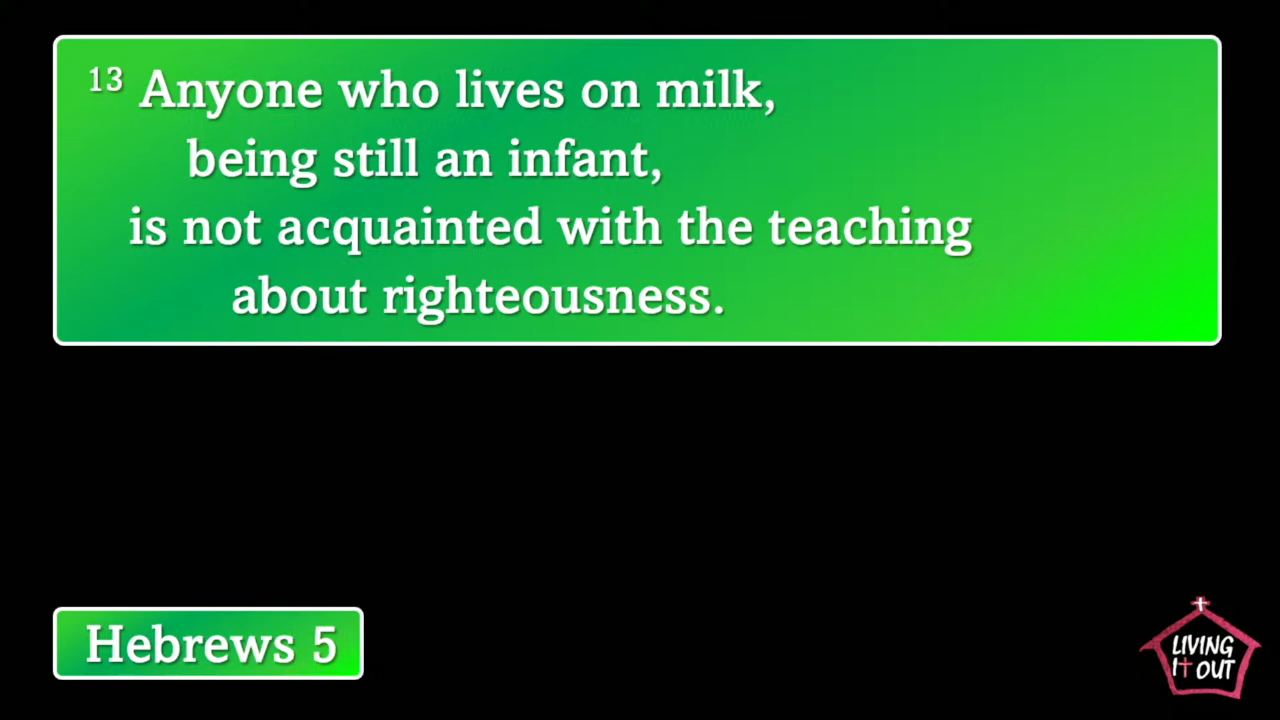 13 Anyone who lives on milk,
being still an infant,
is not acquainted with the teaching
about righteousness.
Hebrews 5
LIVING
IT OUT